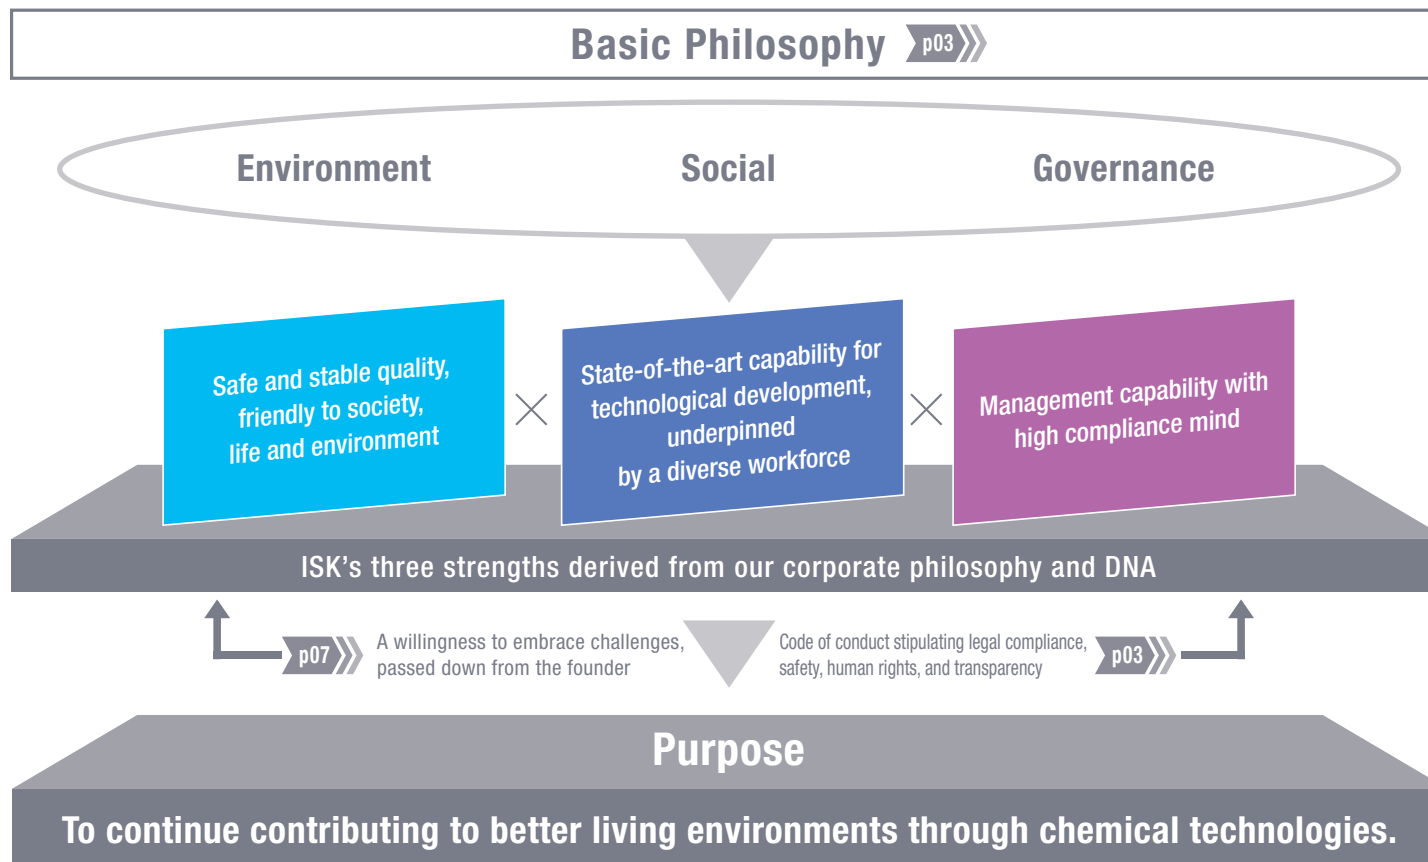 Basic Philosophy p03
Environment Social Governance
Safe and stable quality,
friendly to society,
life and environment
×
State-of-the-art capability for
technological development,
underpinned
by a diverse workforce
×
Management capability with
high compliance mind
ISK's three strengths derived from our corporate philosophy and DNA
p07
A willingness to embrace challenges,
passed down from the founder
Code of conduct stipulating legal compliance,
safety, human rights, and transparency
p03
Purpose
To continue contributing to better living environments through chemical technologies.